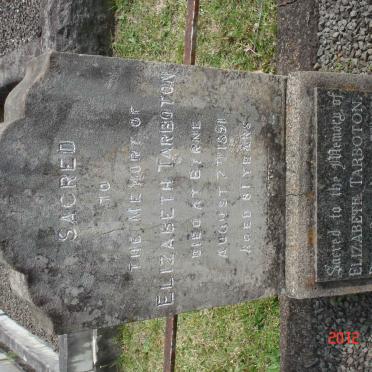 SACRED
TO
THE MEMORY OF
ELIZABETH TARBOTON
DIED AT BYRNE
AUGUST 7TH 1891
AGED 81 YEARS
Sacred to the Memory of
ELIZABETH TARBOTON,
2012